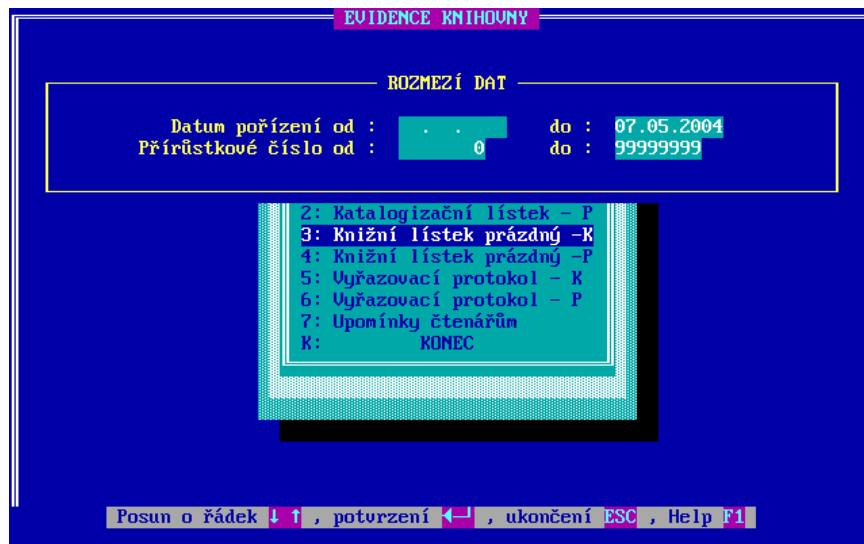 EVIDENCE KNIHOVNY
ROZMEZÍ DAT
Datum pořízení od : . . do : 07.05.2004
Přírůstkové číslo od : 0 do : 99999999
2: Katalogizační lístek - P
3: Knižní lístek prázdný -K
4: Knižní lístek prázdný -P
5: Vyřazovací protokol - K
6: Vyřazovací protokol - P
7: Upomínky čtenářům
K: KONEC
Posun o řádek ↓ ↑ , potvrzení ◄─┘ , ukončení ESC , Help F1